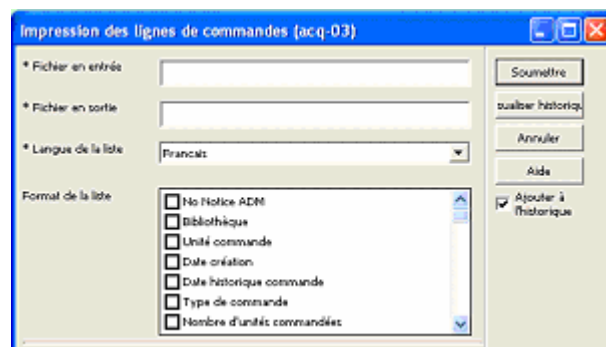 Impression des lignes de commandes (acq-03)
* Fichier en entrée
Soumettre
* Fichier en sortie
ualiser historiqu
Annuler
* Langue de la liste
Francais
Aide
Format de la liste
No Notice ADM
Ajouter à
l'historique
Bibliothèque
Unité commande
Date création
Date historique commande
Type de commande
Nombre d'unités commandées